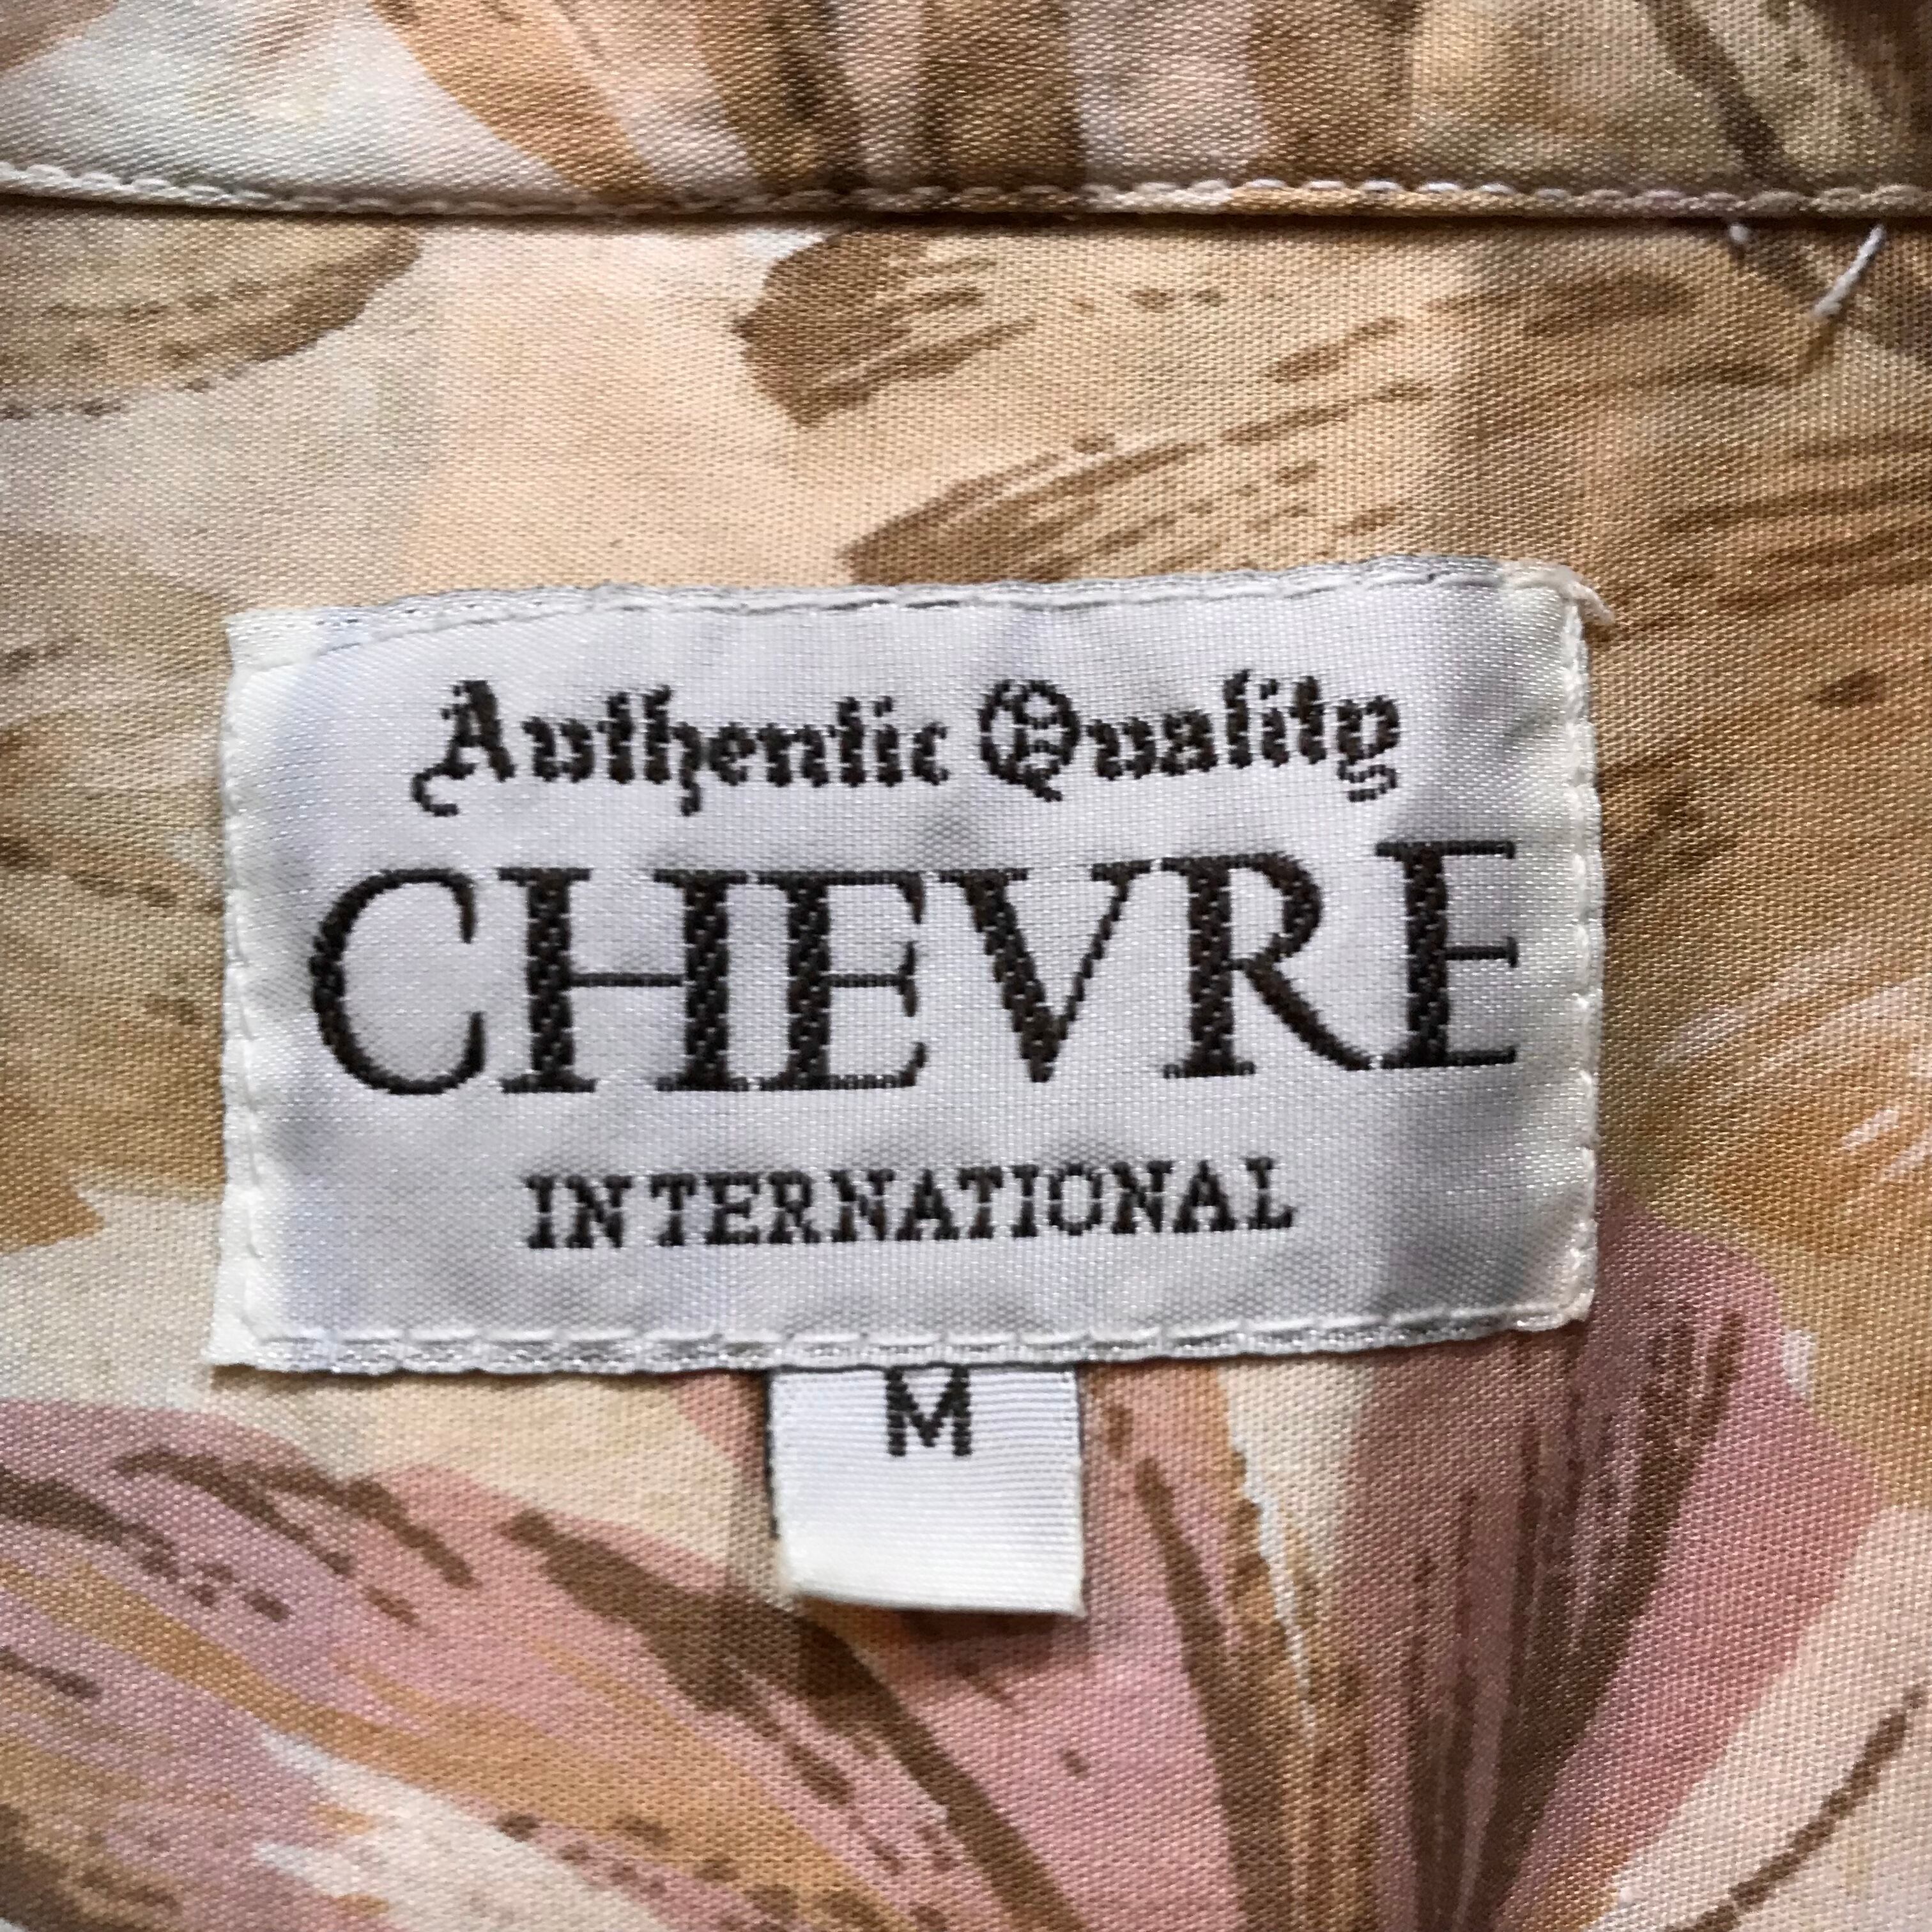 Authentic Quality
CHEVRE
INTERNATIONAL
M